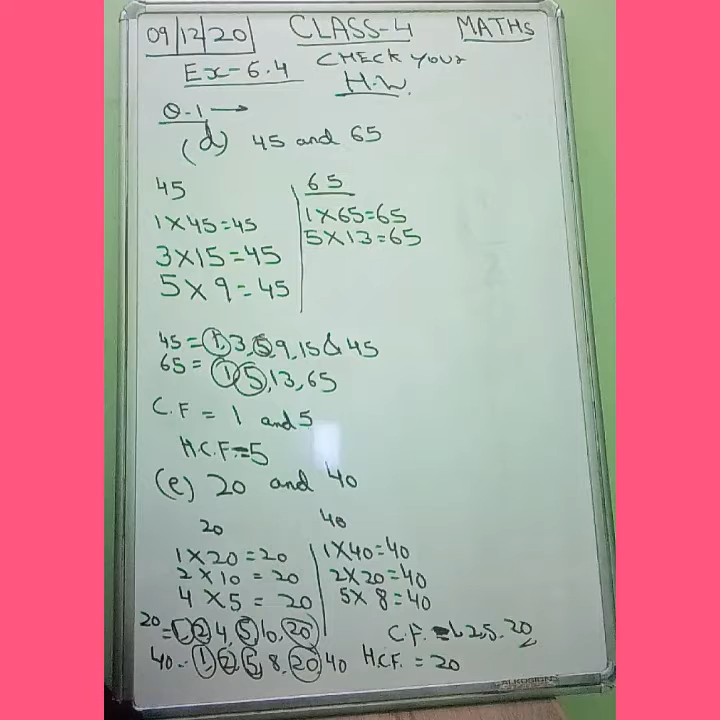 09/12/20 CLASS-4 MATHS
Ex-6.4 CHECK YOUR
H.W.
Q-1 →
(d) 45 and 65
45
1×45=45
3×15=45
5×9=45
65
1×65=65
5×13=65
45=1,3,5,9,15&45
65=1,5,13,65
C.F = 1 and 5
H.C.F=5
(e) 20 and 40
20
1×20=20
2×10=20
4×5=20
40
1×40=40
2×20=40
5×8=40
20=1,2,4,5,10,20
40=1,2,5,8,20,40
C.F.=1,2,5,20
H.C.F.=20
ALKOSIGN